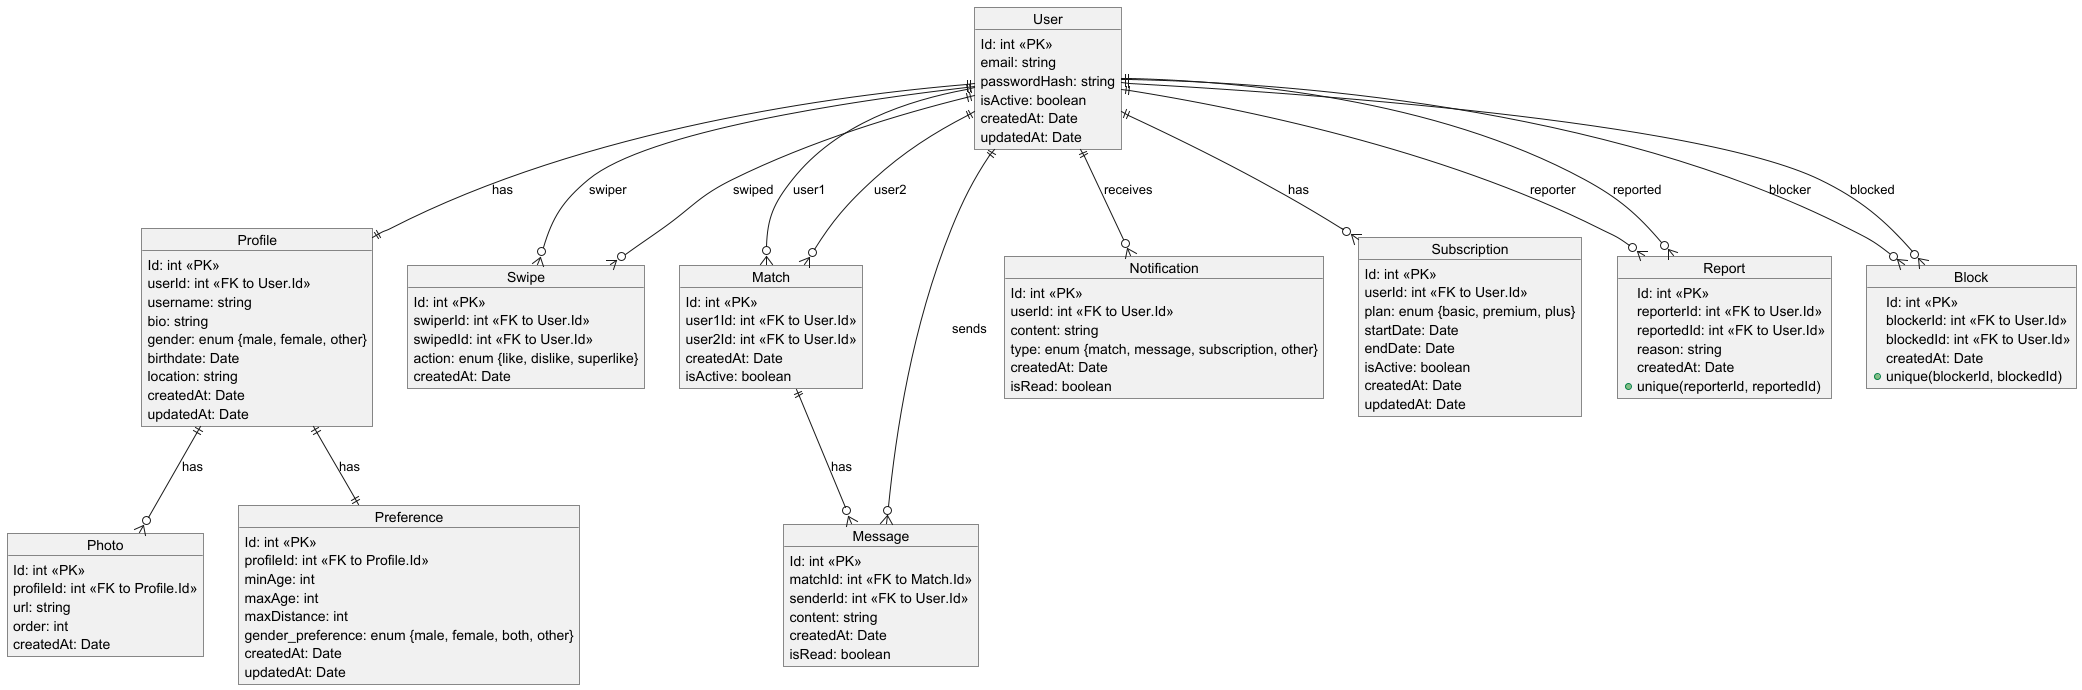 User
Id: int «PK»
email: string
passwordHash: string
isActive: boolean
createdAt: Date
updatedAt: Date
has
swiper
swiped
user1
user2
receives
has
reporter
reported
blocker
blocked
Profile
Id: int «PK»
userId: int «FK to User.Id»
username: string
bio: string
gender: enum {male, female, other}
birthdate: Date
location: string
createdAt: Date
updatedAt: Date
Swipe
Id: int «PK»
swiperId: int «FK to User.Id»
swipedId: int «FK to User.Id»
action: enum {like, dislike, superlike}
createdAt: Date
Match
Id: int «PK»
user1Id: int «FK to User.Id»
user2Id: int «FK to User.Id»
createdAt: Date
isActive: boolean
sends
Notification
Id: int «PK»
userId: int «FK to User.Id»
content: string
type: enum {match, message, subscription, other}
createdAt: Date
isRead: boolean
Subscription
Id: int «PK»
userId: int «FK to User.Id»
plan: enum {basic, premium, plus}
startDate: Date
endDate: Date
isActive: boolean
createdAt: Date
updatedAt: Date
Report
Id: int «PK»
reporterId: int «FK to User.Id»
reportedId: int «FK to User.Id»
reason: string
createdAt: Date
unique(reporterId, reportedId)
Block
Id: int «PK»
blockerId: int «FK to User.Id»
blockedId: int «FK to User.Id»
createdAt: Date
unique(blockerId, blockedId)
has
has
has
Photo
Id: int «PK»
profileId: int «FK to Profile.Id»
url: string
order: int
createdAt: Date
Preference
Id: int «PK»
profileId: int «FK to Profile.Id»
minAge: int
maxAge: int
maxDistance: int
gender_preference: enum {male, female, both, other}
createdAt: Date
updatedAt: Date
Message
Id: int «PK»
matchId: int «FK to Match.Id»
senderId: int «FK to User.Id»
content: string
createdAt: Date
isRead: boolean